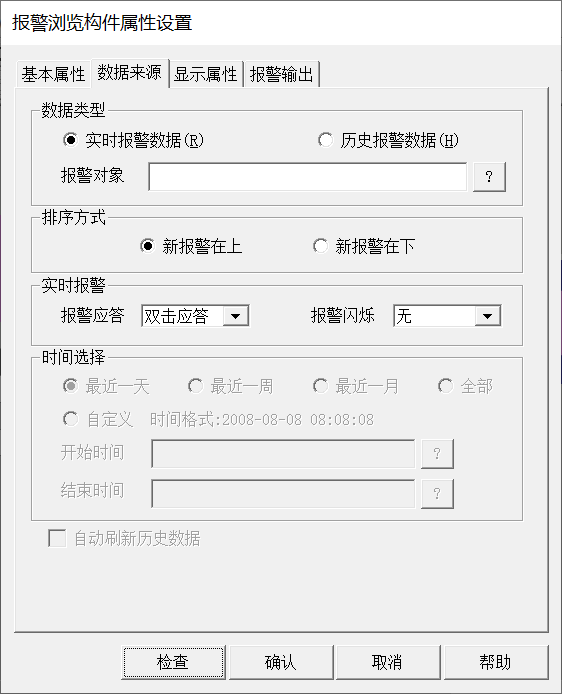 报警浏览构件属性设置
基本属性 数据来源 显示属性 报警输出
数据类型
实时报警数据(R) 历史报警数据(H)
报警对象 ?
排序方式
新报警在上 新报警在下
实时报警
报警应答 双击应答 报警闪烁 无
时间选择
最近一天 最近一周 最近一月 全部
自定义 时间格式:2008-08-08 08:08:08
开始时间 ?
结束时间 ?
自动刷新历史数据
检查 确认 取消 帮助